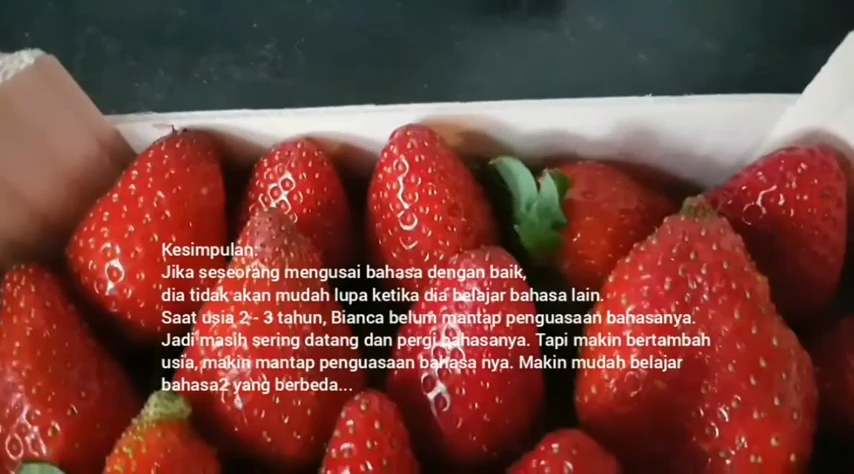 Kesimpulan:
Jika seseorang mengusai bahasa dengan baik,
dia tidak akan mudah lupa ketika dia belajar bahasa lain.
Saat usia 2 - 3 tahun, Bianca belum mantap penguasaan bahasanya.
Jadi masih sering datang dan pergi bahasanya. Tapi makin bertambah
usia, makin mantap penguasaan bahasa nya. Makin mudah belajar
bahasa2 yang berbeda...